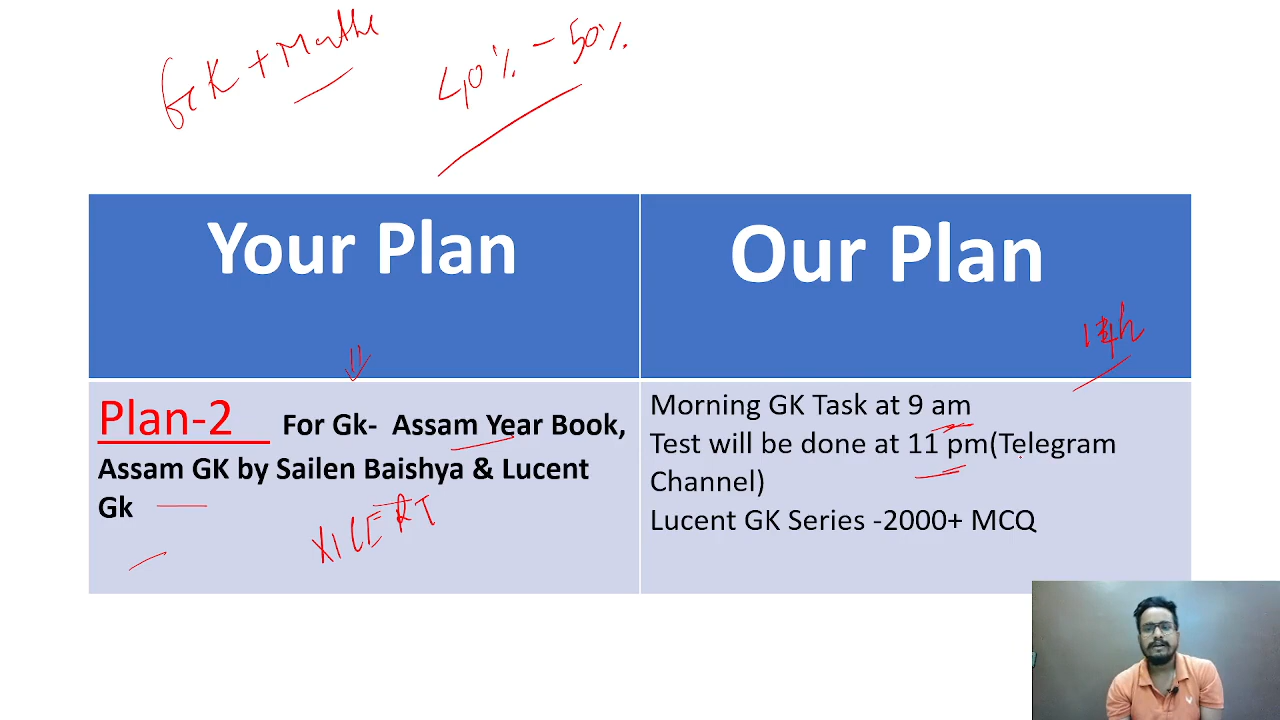 GK + Maths
40% - 50%
Your Plan
Our Plan
Plan-2 For Gk- Assam Year Book,
Assam GK by Sailen Baishya & Lucent
Gk
NCERT
Morning GK Task at 9 am
Test will be done at 11 pm(Telegram
Channel)
Lucent GK Series -2000+ MCQ